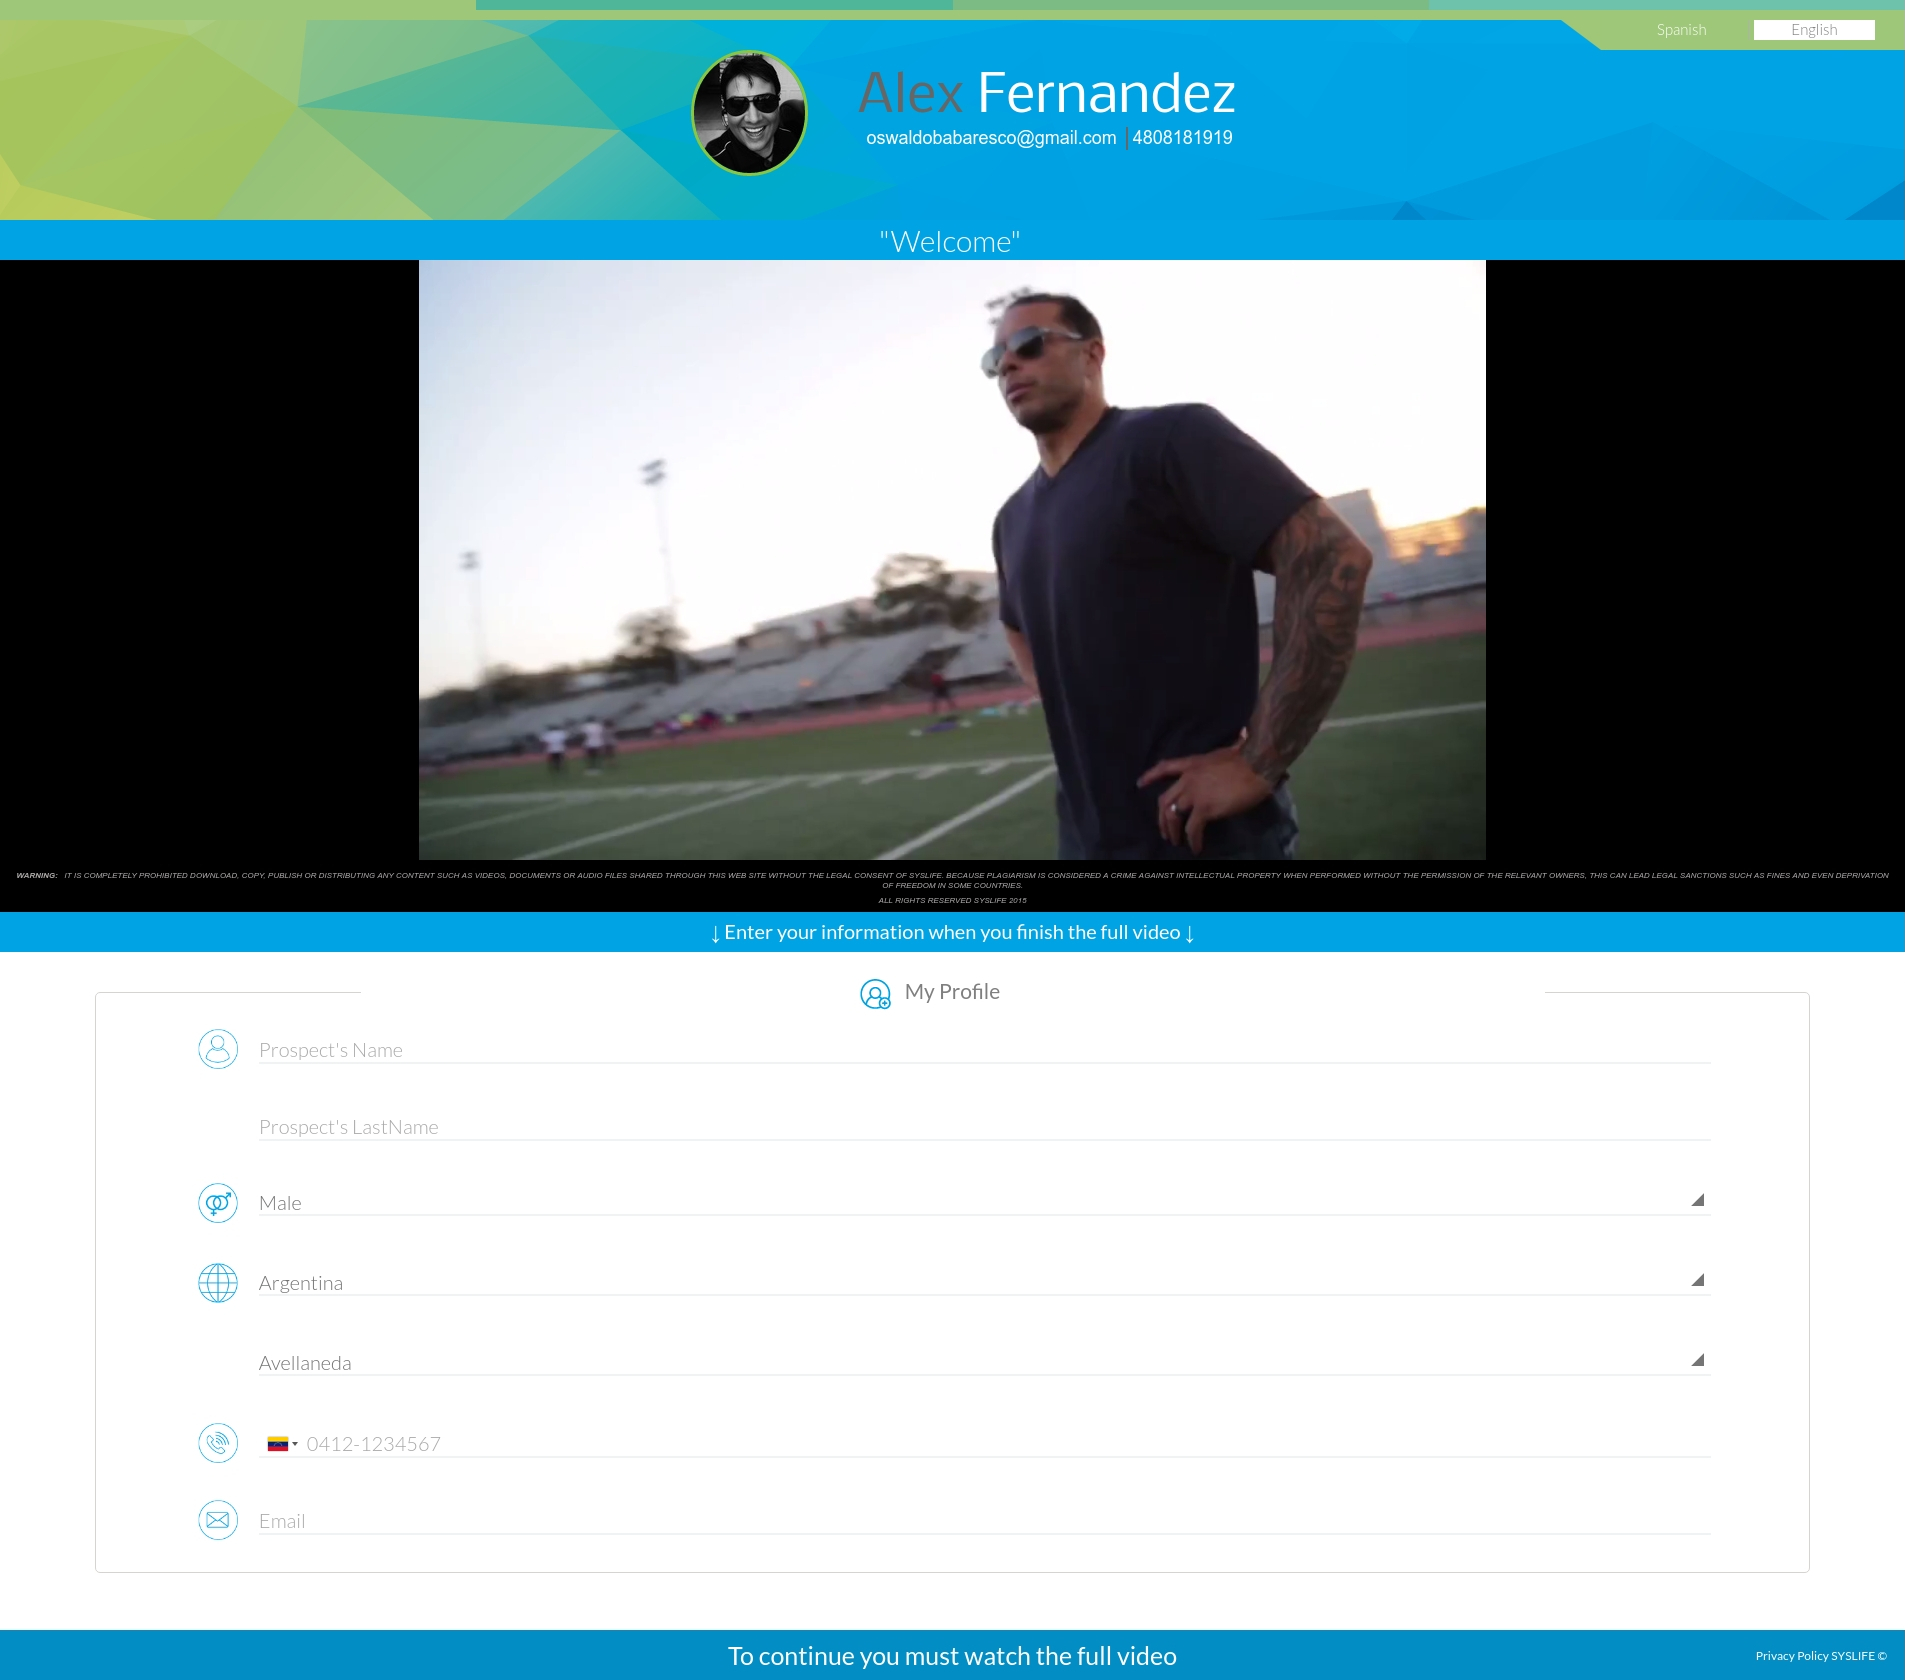 Spanish
English
Alex Fernandez
oswaldobabaresco@gmail.com | 4808181919
"Welcome"
WARNING: IT IS COMPLETELY PROHIBITED DOWNLOAD, COPY, PUBLISH OR DISTRIBUTING ANY CONTENT SUCH AS VIDEOS, DOCUMENTS OR AUDIO FILES SHARED THROUGH THIS WEB SITE WITHOUT THE LEGAL CONSENT OF SYSLIFE. BECAUSE PLAGIARISM IS CONSIDERED A CRIME AGAINST INTELLECTUAL PROPERTY WHEN PERFORMED WITHOUT THE PERMISSION OF THE RELEVANT OWNERS, THIS CAN LEAD LEGAL SANCTIONS SUCH AS FINES AND EVEN DEPRIVATION
OF FREEDOM IN SOME COUNTRIES.
ALL RIGHTS RESERVED SYSLIFE 2015
↓ Enter your information when you finish the full video ↓
My Profile
Prospect's Name
Prospect's LastName
Male
Argentina
Avellaneda
0412-1234567
Email
To continue you must watch the full video
Privacy Policy SYSLIFE ©